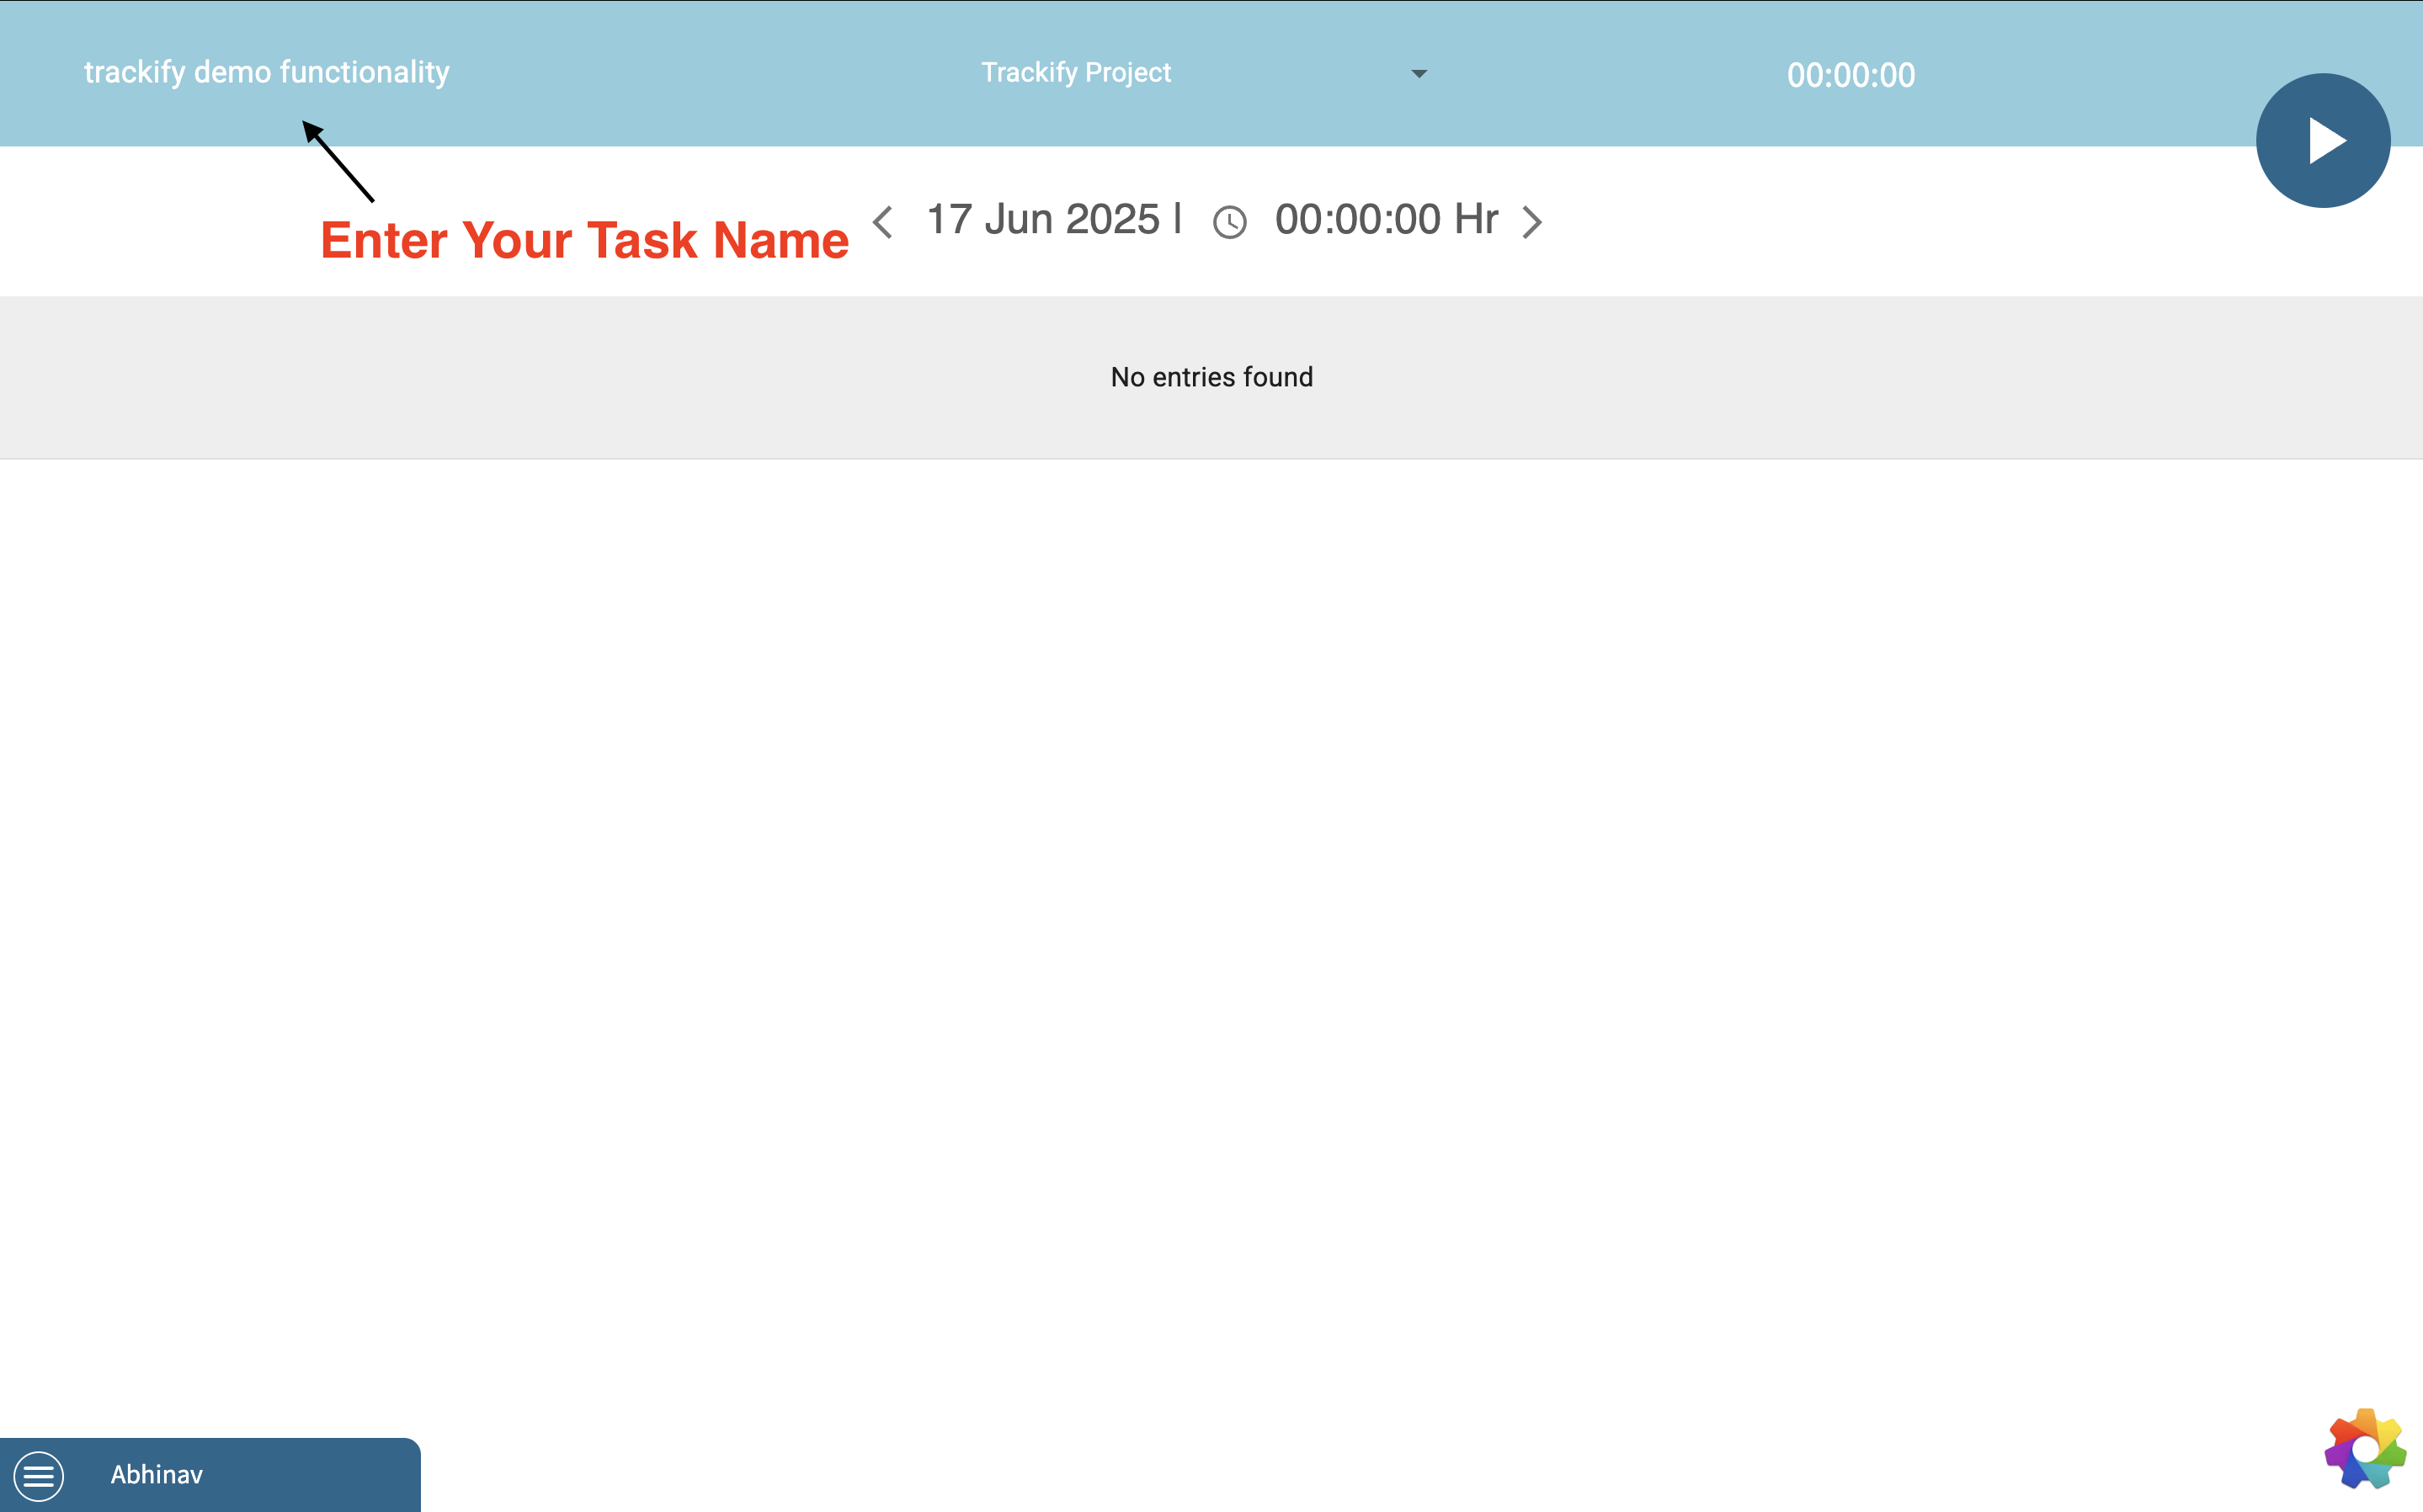 trackify demo functionality
Trackify Project
00:00:00
Enter Your Task Name
17 Jun 2025 | 00:00:00 Hr
No entries found
Abhinav